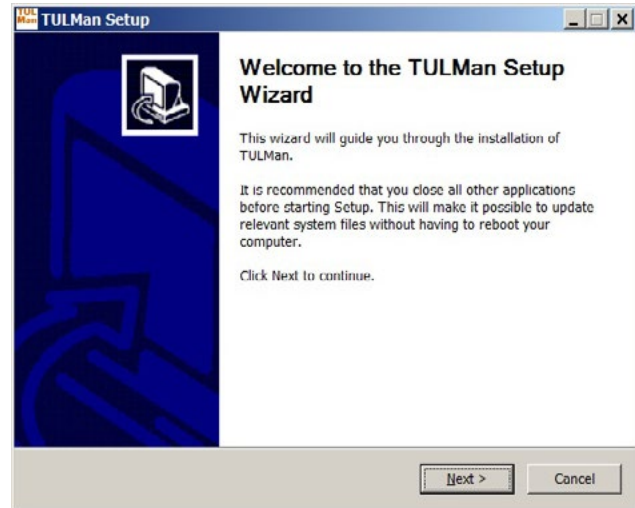 TUL
Man
TULMan Setup
Welcome to the TULMan Setup
Wizard
This wizard will guide you through the installation of
TULMan.
It is recommended that you close all other applications
before starting Setup. This will make it possible to update
relevant system files without having to reboot your
computer.
Click Next to continue.
Next >
Cancel